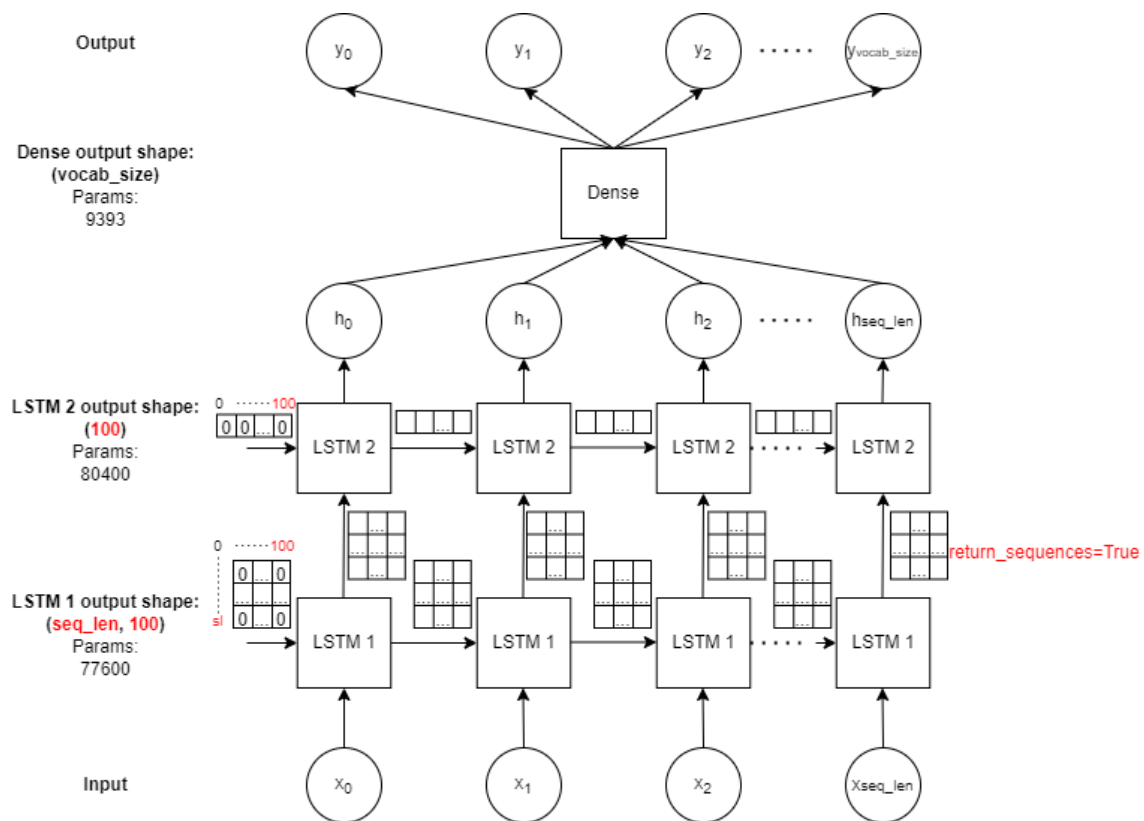 Output
y0 y1 y2 ..... yvocab_size
Dense output shape:
(vocab_size)
Params:
9393
Dense
h0 h1 h2 ..... hseq_len
LSTM 2 output shape:
(100)
Params:
80400
0 ...... 100
0 0 ... 0
... ... ...
LSTM 2 LSTM 2 LSTM 2 LSTM 2
return_sequences=True
LSTM 1 output shape:
(seq_len, 100)
Params:
77600
0 ...... 100
0 ... 0
... ... ...
0 ... 0
sl
LSTM 1 LSTM 1 LSTM 1 LSTM 1
Input
x0 x1 x2 xseq_len